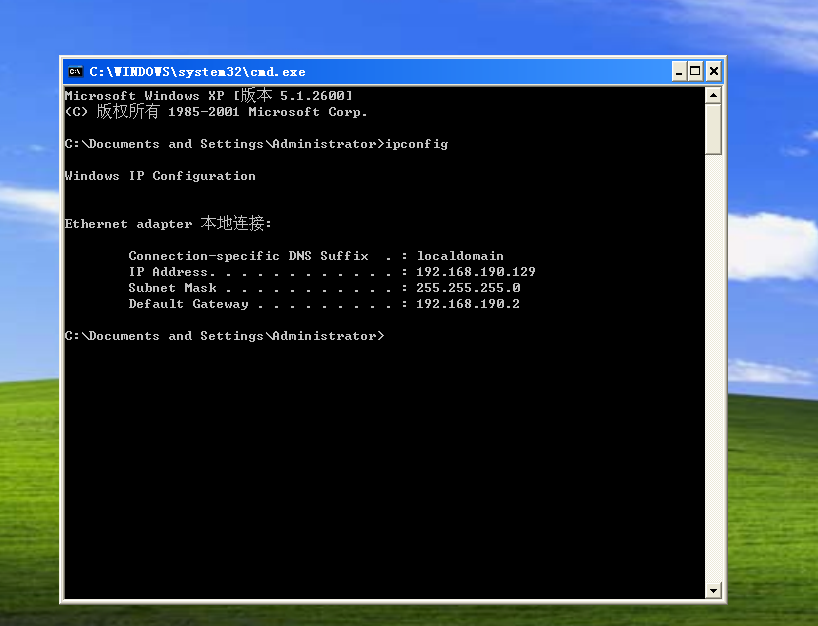 C:\WINDOWS\system32\cmd.exe
Microsoft Windows XP [版本 5.1.2600]
(C) 版权所有 1985-2001 Microsoft Corp.
C:\Documents and Settings\Administrator>ipconfig
Windows IP Configuration
Ethernet adapter 本地连接:
Connection-specific DNS Suffix  . : localdomain
IP Address. . . . . . . . . . . . : 192.168.190.129
Subnet Mask . . . . . . . . . . . : 255.255.255.0
Default Gateway . . . . . . . . . : 192.168.190.2
C:\Documents and Settings\Administrator>